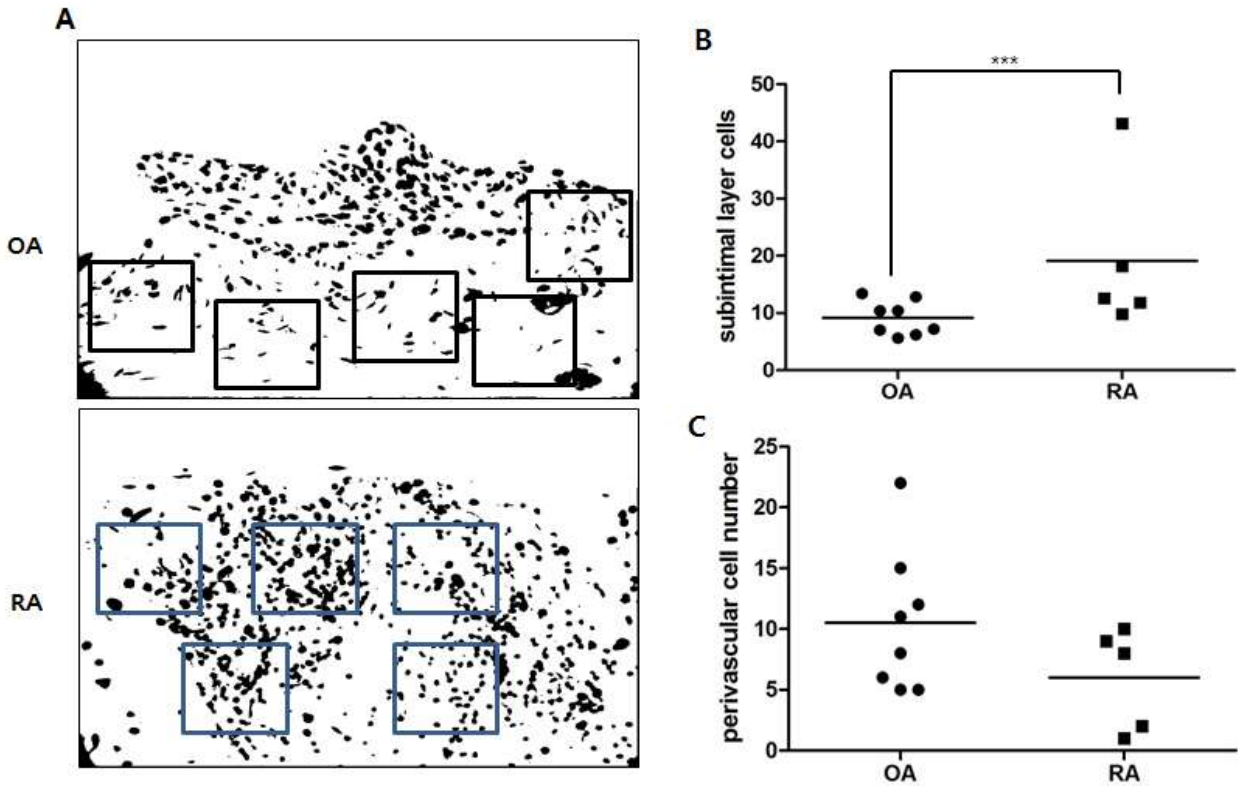 A
OA
RA
B
***
subintimal layer cells
50
40
30
20
10
0
OA
RA
C
perivascular cell number
25
20
15
10
5
0
OA
RA